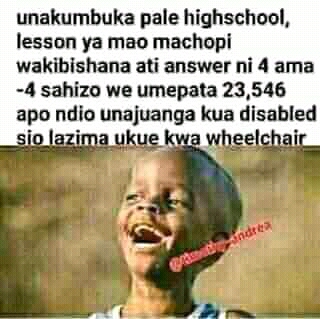 unakumbuka pale highschool,
lesson ya mao machopi
wakibishana ati answer ni 4 ama
-4 sahizo we umepata 23,546
apo ndio unajuanga kua disabled
sio lazima ukue kwa wheelchair
@timothy_andrea